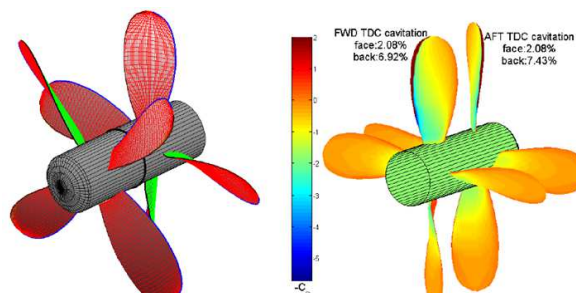 FWD TDC cavitation
face:2.08%
back:6.92%
AFT TDC cavitation
face:2.08%
back:7.43%
2
1
0
-1
-2
-3
-4
-5
-C